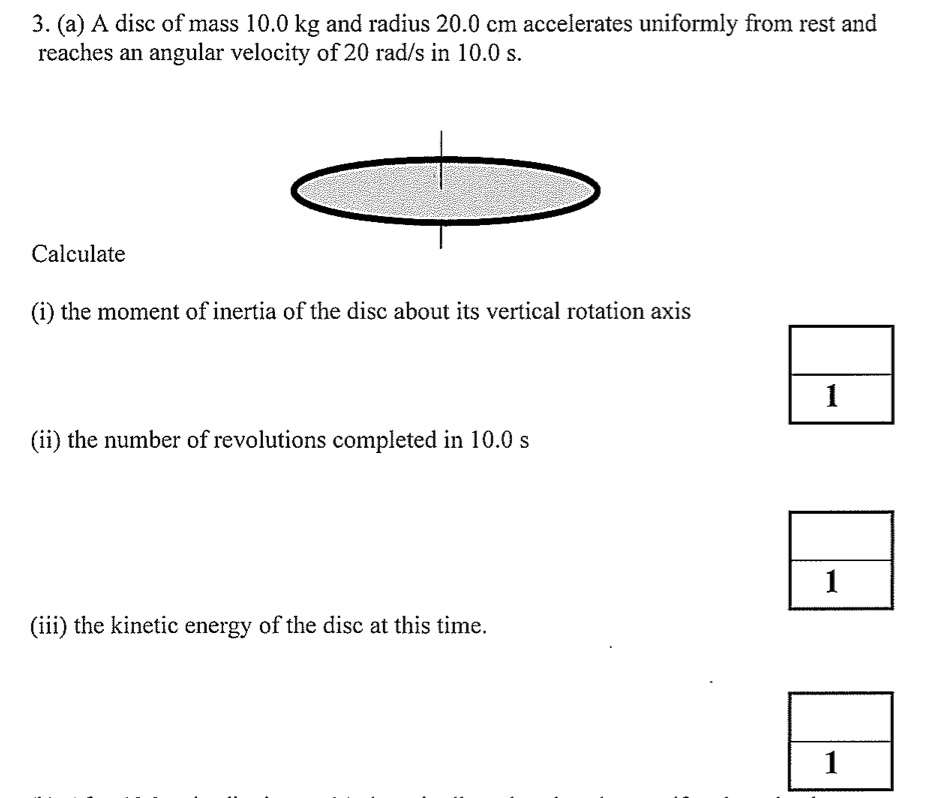 3. (a) A disc of mass 10.0 kg and radius 20.0 cm accelerates uniformly from rest and
reaches an angular velocity of 20 rad/s in 10.0 s.
Calculate
(i) the moment of inertia of the disc about its vertical rotation axis
1
(ii) the number of revolutions completed in 10.0 s
1
(iii) the kinetic energy of the disc at this time.
1